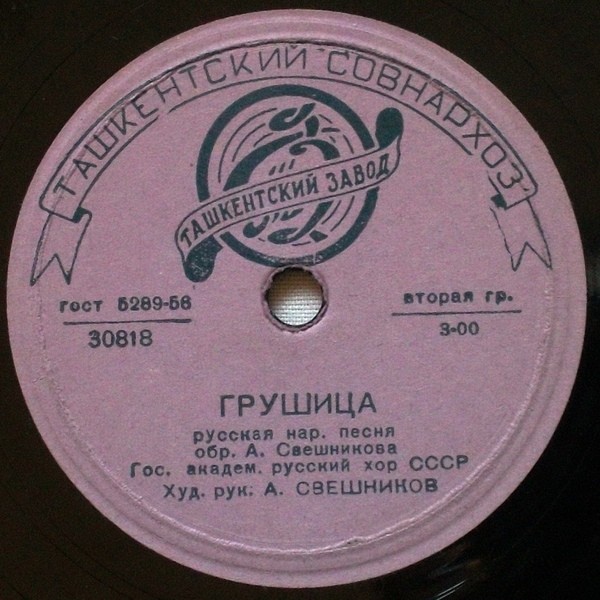 ТАШКЕНТСКИЙ СОВНАРХОЗ
ТАШКЕНТСКИЙ ЗАВОД
гост 5289-56
вторая гр.
30818
3-00
ГРУШИЦА
русская нар. песня
обр. А. Свешникова
Гос. академ. русский хор СССР
Худ. рук: А. СВЕШНИКОВ